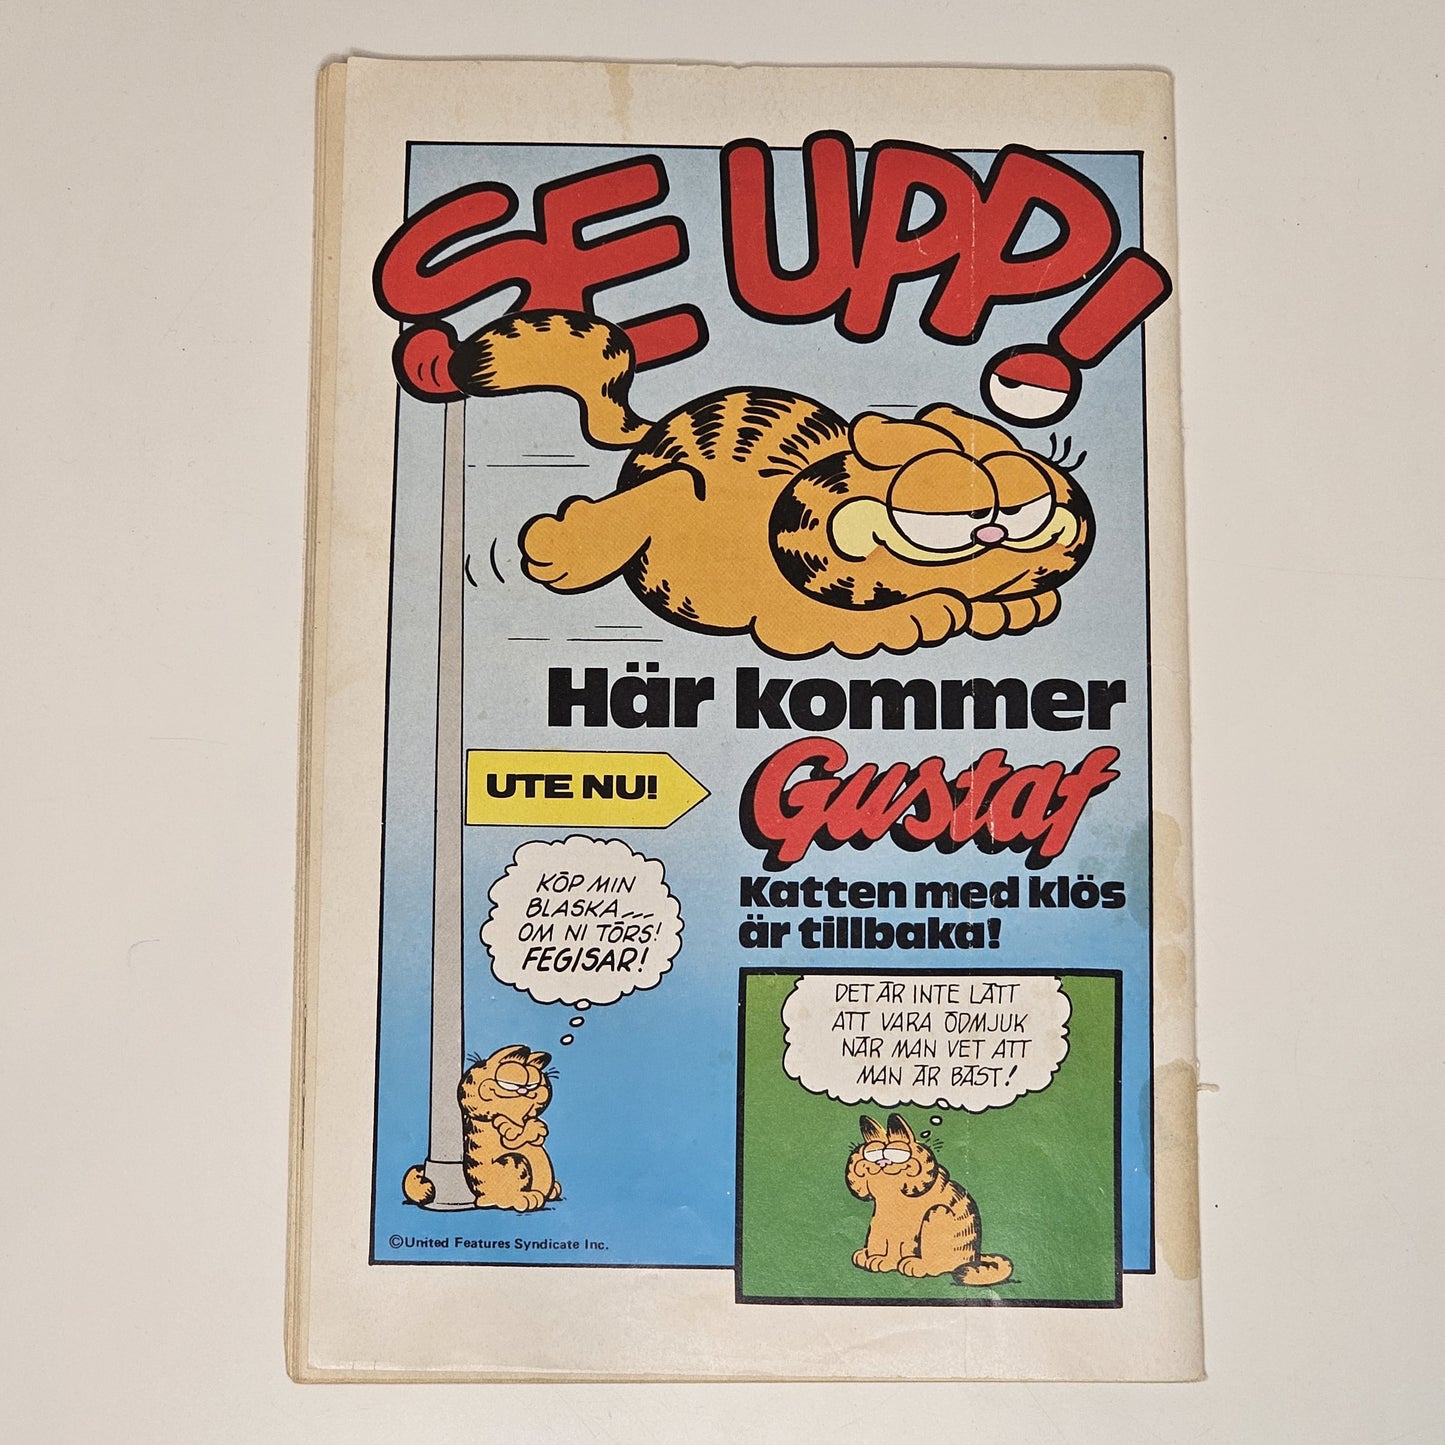 SE UPP!
Här kommer
Gustaf
UTE NU!
Katten med klös
är tillbaka!
KÖP MIN
BLASKA,,,
OM NI TÖRS!
FEGISAR!
DET ÄR INTE LÄTT
ATT VARA ÖDMJUK
NÄR MAN VET ATT
MAN ÄR BÄST!
©United Features Syndicate Inc.